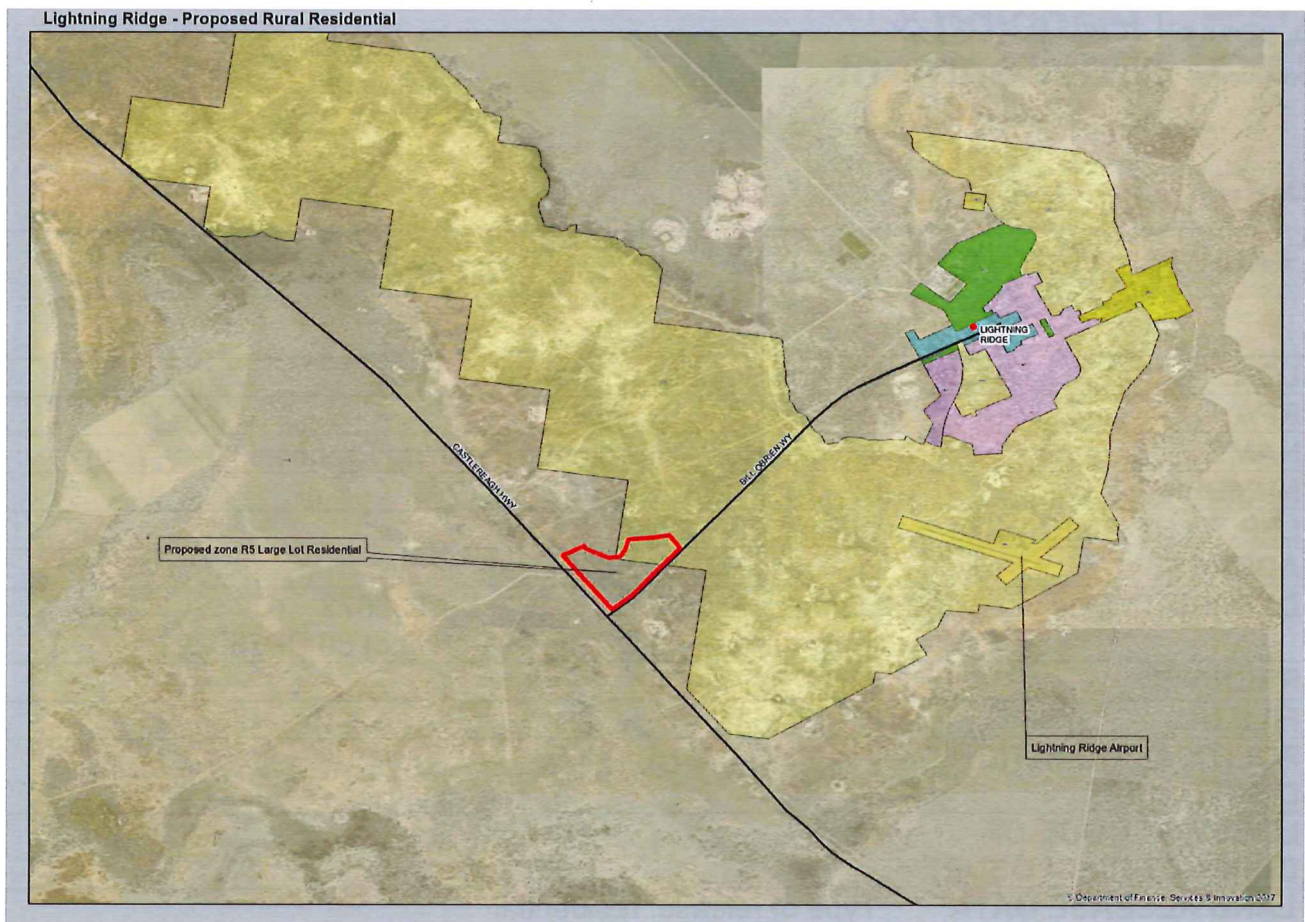 Lightning Ridge - Proposed Rural Residential
LIGHTNING
RIDGE
BILL OBRIEN WY
CASTLEREAGH HWY
Proposed zone R5 Large Lot Residential
Lightning Ridge Airport
© Department of Finance, Services & Innovation 2017